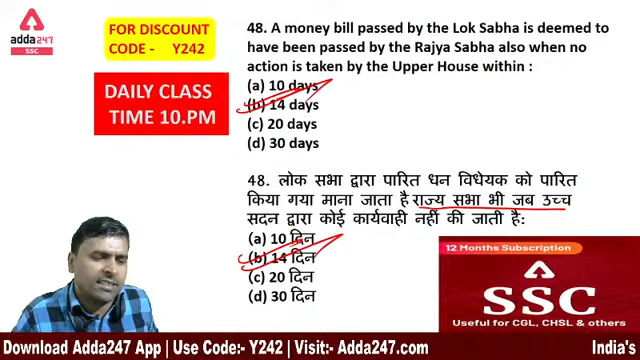 adda247
SSC
FOR DISCOUNT
CODE - Y242
DAILY CLASS
TIME 10.PM
48. A money bill passed by the Lok Sabha is deemed to
have been passed by the Rajya Sabha also when no
action is taken by the Upper House within :
(a) 10 days
(b) 14 days
(c) 20 days
(d) 30 days
48. लोक सभा द्वारा पारित धन विधेयक को पारित
किया गया माना जाता है राज्य सभा भी जब उच्च
सदन द्वारा कोई कार्यवाही नहीं की जाती है:
(a) 10 दिन
(b) 14 दिन
(c) 20 दिन
(d) 30 दिन
12 Months Subscription
SSC
Useful for CGL, CHSL & others
Download Adda247 App | Use Code:- Y242 | Visit:- Adda247.com
India's